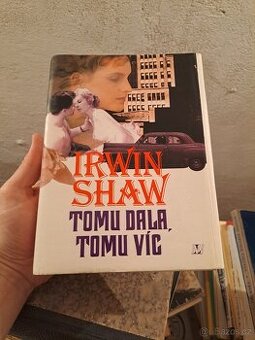 IRWIN
SHAW
TOMU DALA,
TOMU VÍC